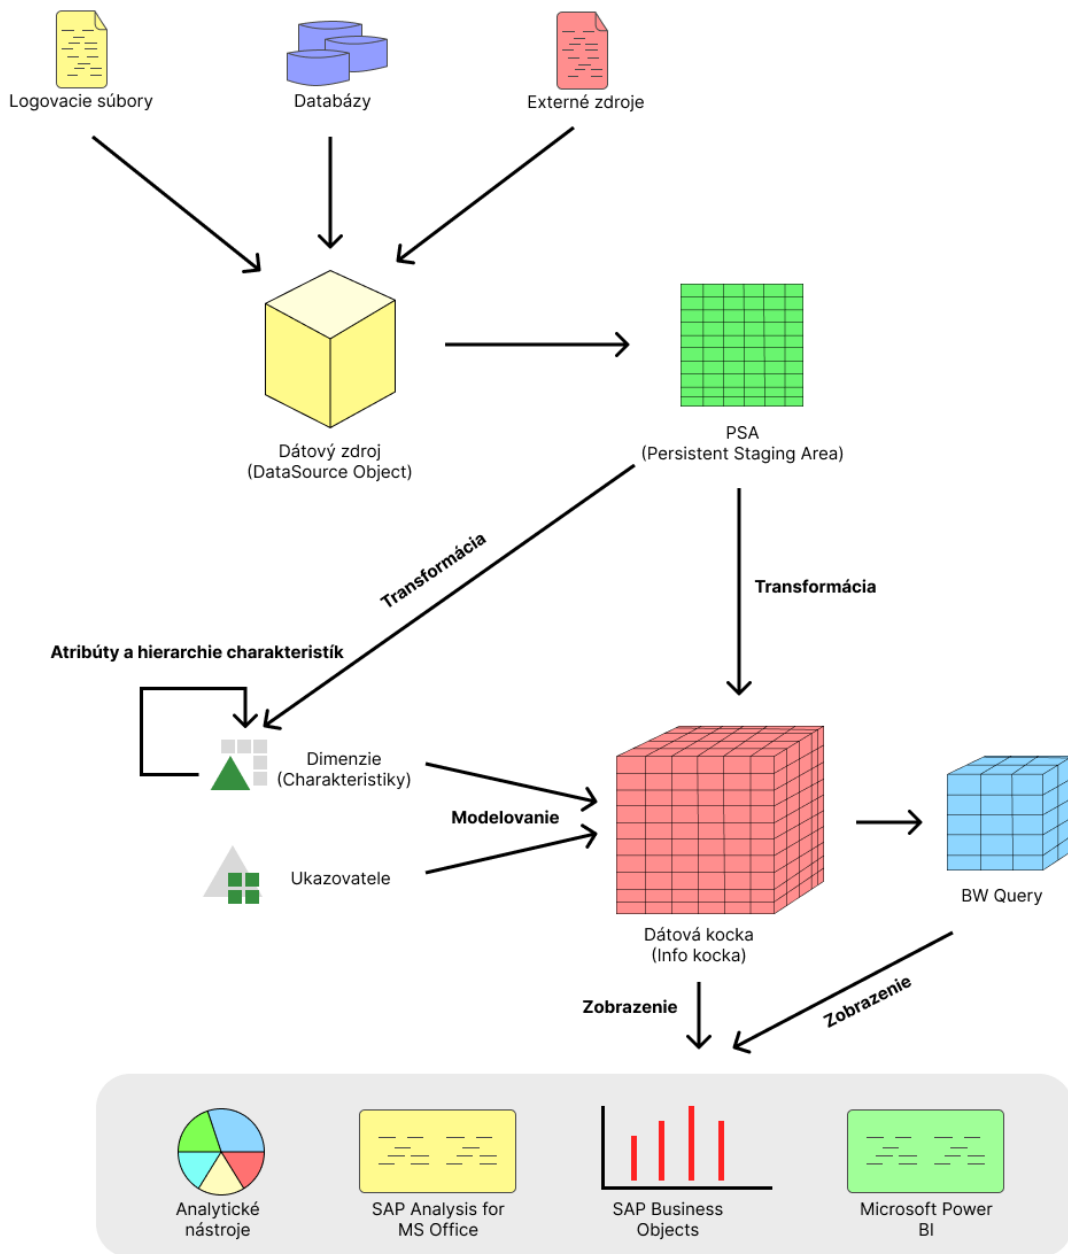 Logovacie súbory
Databázy
Externé zdroje
Dátový zdroj
(DataSource Object)
PSA
(Persistent Staging Area)
Transformácia
Transformácia
Atribúty a hierarchie charakteristík
Dimenzie
(Charakteristiky)
Modelovanie
Ukazovatele
Dátová kocka
(Info kocka)
BW Query
Zobrazenie
Zobrazenie
Analytické
nástroje
SAP Analysis for
MS Office
SAP Business
Objects
Microsoft Power
BI